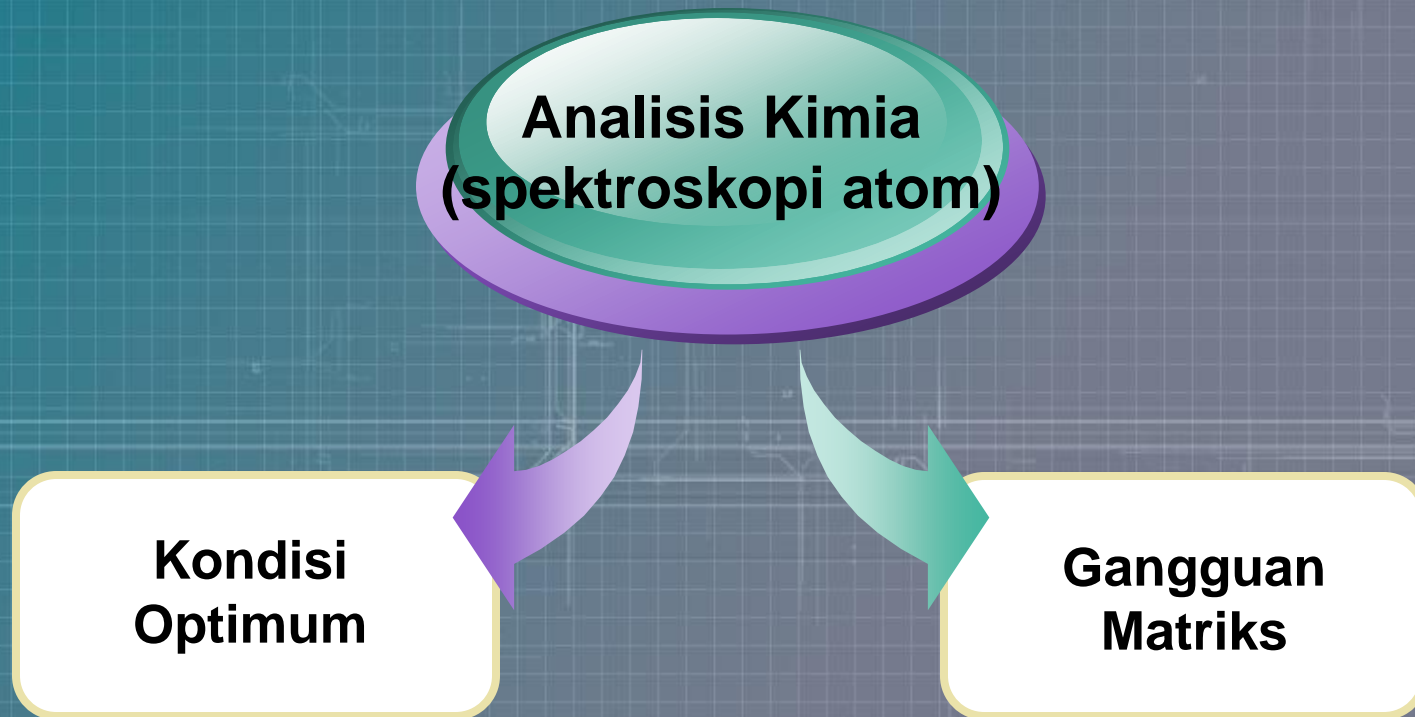 Analisis Kimia
(spektroskopi atom)
Kondisi
Optimum
Gangguan
Matriks